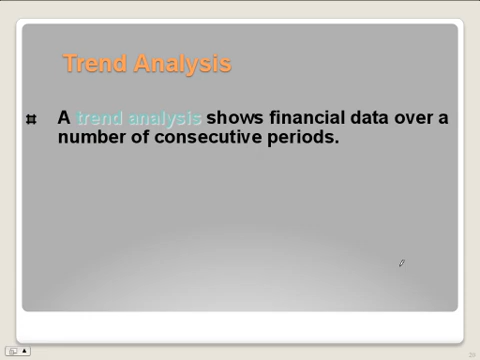 Trend Analysis
A trend analysis shows financial data over a
number of consecutive periods.